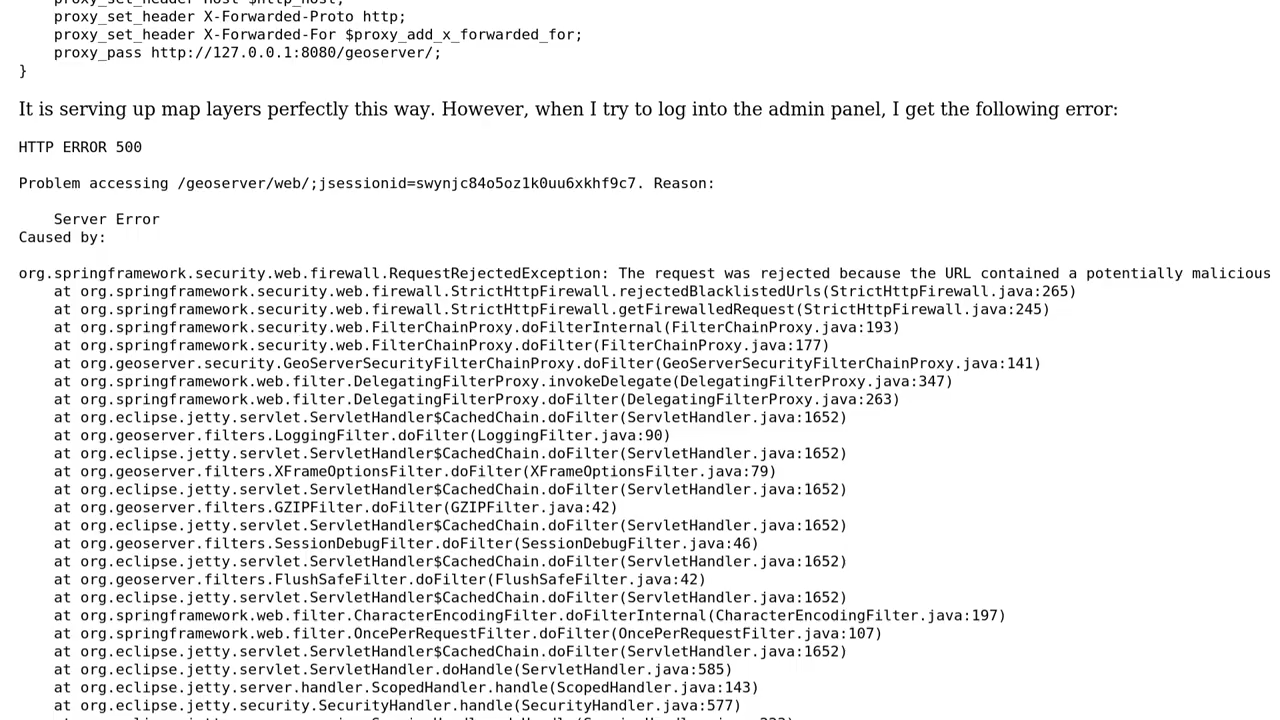 proxy_set_header Host $http_host;
proxy_set_header X-Forwarded-Proto http;
proxy_set_header X-Forwarded-For $proxy_add_x_forwarded_for;
proxy_pass http://127.0.0.1:8080/geoserver/;
}
It is serving up map layers perfectly this way. However, when I try to log into the admin panel, I get the following error:
HTTP ERROR 500
Problem accessing /geoserver/web/;jsessionid=swynjc84o5oz1k0uu6xkhf9c7. Reason:
Server Error
Caused by:
org.springframework.security.web.firewall.RequestRejectedException: The request was rejected because the URL contained a potentially malicious
at org.springframework.security.web.firewall.StrictHttpFirewall.rejectedBlacklistedUrls(StrictHttpFirewall.java:265)
at org.springframework.security.web.firewall.StrictHttpFirewall.getFirewalledRequest(StrictHttpFirewall.java:245)
at org.springframework.security.web.FilterChainProxy.doFilterInternal(FilterChainProxy.java:193)
at org.springframework.security.web.FilterChainProxy.doFilter(FilterChainProxy.java:177)
at org.geoserver.security.GeoServerSecurityFilterChainProxy.doFilter(GeoServerSecurityFilterChainProxy.java:141)
at org.springframework.web.filter.DelegatingFilterProxy.invokeDelegate(DelegatingFilterProxy.java:347)
at org.springframework.web.filter.DelegatingFilterProxy.doFilter(DelegatingFilterProxy.java:263)
at org.eclipse.jetty.servlet.ServletHandler$CachedChain.doFilter(ServletHandler.java:1652)
at org.geoserver.filters.LoggingFilter.doFilter(LoggingFilter.java:90)
at org.eclipse.jetty.servlet.ServletHandler$CachedChain.doFilter(ServletHandler.java:1652)
at org.geoserver.filters.XFrameOptionsFilter.doFilter(XFrameOptionsFilter.java:79)
at org.eclipse.jetty.servlet.ServletHandler$CachedChain.doFilter(ServletHandler.java:1652)
at org.geoserver.filters.GZIPFilter.doFilter(GZIPFilter.java:42)
at org.eclipse.jetty.servlet.ServletHandler$CachedChain.doFilter(ServletHandler.java:1652)
at org.geoserver.filters.SessionDebugFilter.doFilter(SessionDebugFilter.java:46)
at org.eclipse.jetty.servlet.ServletHandler$CachedChain.doFilter(ServletHandler.java:1652)
at org.geoserver.filters.FlushSafeFilter.doFilter(FlushSafeFilter.java:42)
at org.eclipse.jetty.servlet.ServletHandler$CachedChain.doFilter(ServletHandler.java:1652)
at org.springframework.web.filter.CharacterEncodingFilter.doFilterInternal(CharacterEncodingFilter.java:197)
at org.springframework.web.filter.OncePerRequestFilter.doFilter(OncePerRequestFilter.java:107)
at org.eclipse.jetty.servlet.ServletHandler$CachedChain.doFilter(ServletHandler.java:1652)
at org.eclipse.jetty.servlet.ServletHandler.doHandle(ServletHandler.java:585)
at org.eclipse.jetty.server.handler.ScopedHandler.handle(ScopedHandler.java:143)
at org.eclipse.jetty.security.SecurityHandler.handle(SecurityHandler.java:577)